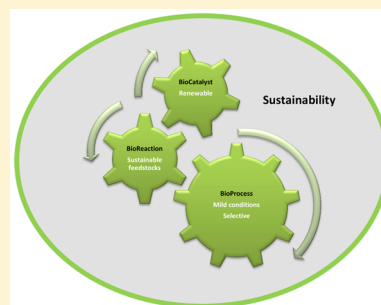 BioCatalyst
Renewable
Sustainability
BioReaction
Sustainable
feedstocks
BioProcess
Mild conditions
Selective